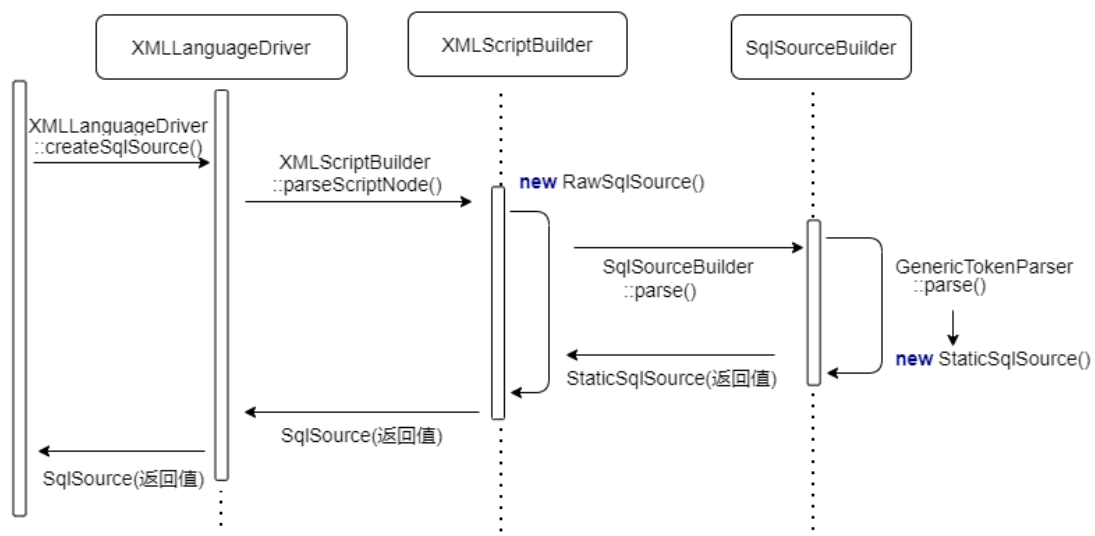 XMLLanguageDriver
XMLScriptBuilder
SqlSourceBuilder
XMLLanguageDriver
::createSqlSource()
XMLScriptBuilder
::parseScriptNode()
new RawSqlSource()
SqlSourceBuilder
::parse()
GenericTokenParser
::parse()
new StaticSqlSource()
StaticSqlSource(返回值)
SqlSource(返回值)
SqlSource(返回值)